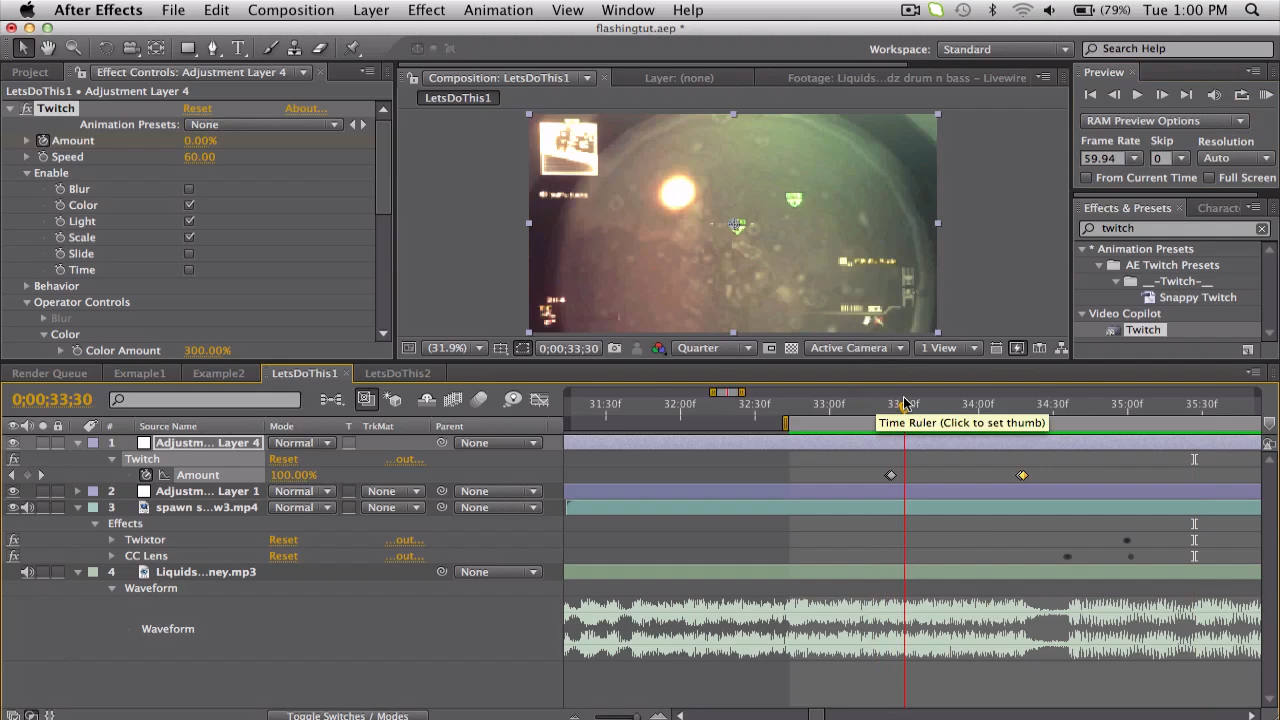 After Effects File Edit Composition Layer Effect Animation View Window Help (79%) Tue 1:00 PM
flashingtut.aep *
Workspace: Standard Search Help
Project Effect Controls: Adjustment Layer 4 Composition: LetsDoThis1 Layer: (none) Footage: Liquids...dz drum n bass - Livewire Preview
LetsDoThis1 • Adjustment Layer 4
LetsDoThis1
Twitch Reset About...
Animation Presets: None
Amount 0.00%
Speed 60.00
Enable
Blur
Color
Light
Scale
Slide
Time
Behavior
Operator Controls
Blur
Color
Color Amount 300.00%
(31.9%) 0;00;33;30 Quarter Active Camera 1 View
RAM Preview Options
Frame Rate Skip Resolution
59.94 0 Auto
From Current Time Full Screen
Effects & Presets Charact
twitch
* Animation Presets
AE Twitch Presets
__-Twitch-__
Snappy Twitch
Video Copilot
Twitch
Render Queue Exmaple1 Example2 LetsDoThis1 LetsDoThis2
0;00;33;30
31:30f 32:00f 32:30f 33:00f 34:00f 34:30f 35:00f 35:30f
Time Ruler (Click to set thumb)
# Source Name Mode T TrkMat Parent
1 Adjustm... Layer 4 Normal None
Twitch Reset ...out...
Amount 100.00%
2 Adjustm... Layer 1 Normal None None
3 spawn s...w3.mp4 Normal None None
Effects
Twixtor Reset ...out...
CC Lens Reset ...out...
4 Liquids...ney.mp3 None
Waveform
Waveform
Toggle Switches / Modes